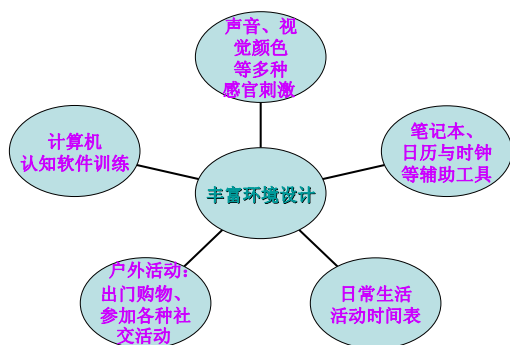 声音、视
觉颜色
等多种
感官刺激
计算机
认知软件训练
笔记本、
日历与时钟
等辅助工具
丰富环境设计
户外活动：
出门购物、
参加各种社
交活动
日常生活
活动时间表